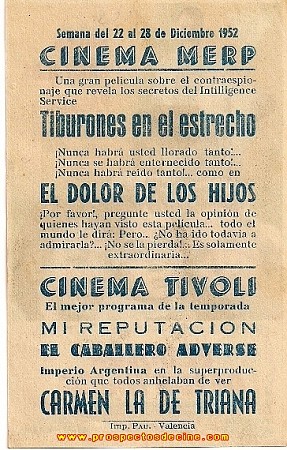 Semana del 22 al 28 de Diciembre 1952
CINEMA MERP
Una gran película sobre el contraespio-
naje que revela los secretos del Intilligence
Service
Tiburones en el estrecho
¡Nunca habrá usted llorado tanto!...
¡Nunca se habrá enternecido tanto!...
¡Nunca habrá reído tanto!... como en
EL DOLOR DE LOS HIJOS
¡Por favor!, pregunte usted la opinión de
quienes hayan visto esta película... todo el
mundo le dirá: Pero.. ¿No ha ido todavía a
admirarla?... ¡No se la pierda!.. Es solamente
extraordinaria...
CINEMA TIVOLI
El mejor programa de la temporada
MI REPUTACION
EL CABALLERO ADVERSE
Imperio Argentina en la superproduc-
ción que todos anhelaban de ver
CARMEN LA DE TRIANA
Imp. PAU. - Valencia
www.prospectosdecine.com